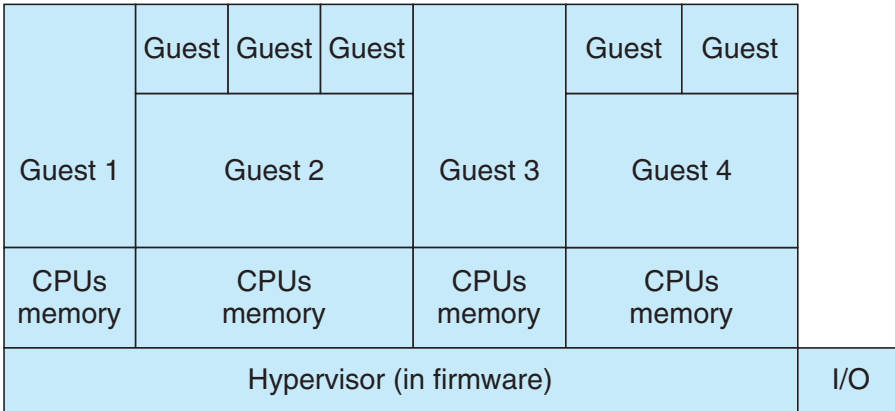 Guest Guest Guest Guest Guest
Guest 1 Guest 2 Guest 3 Guest 4
CPUs CPUs CPUs CPUs
memory memory memory memory
Hypervisor (in firmware) I/O